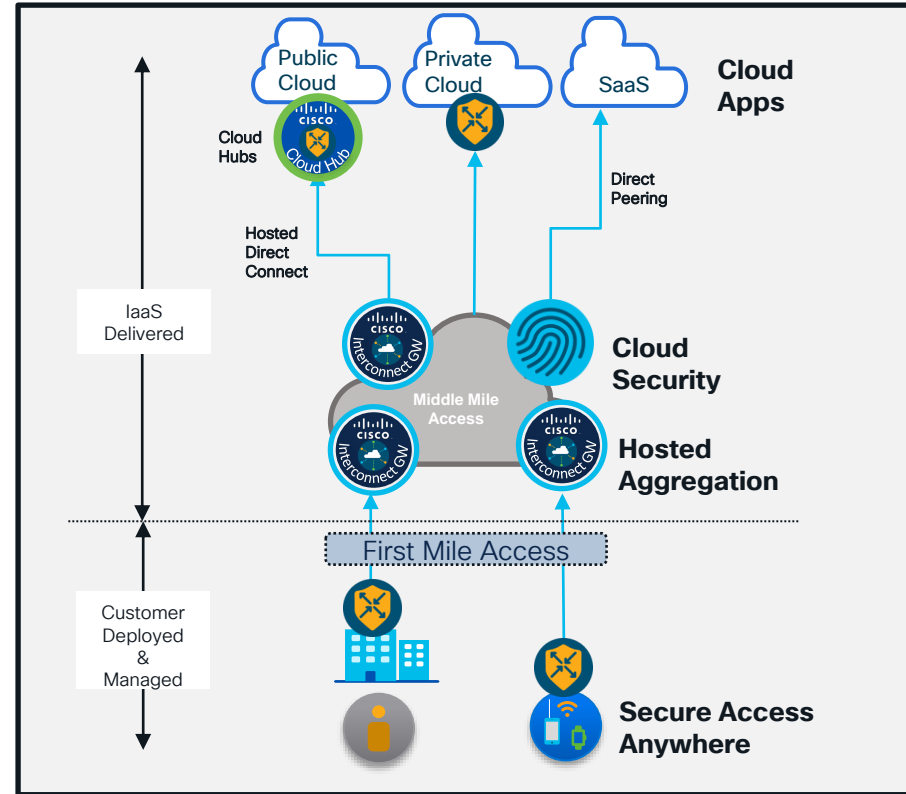 Public
Cloud
Private
Cloud
SaaS
Cloud
Apps
CISCO
Cloud Hub
Cloud
Hubs
Direct
Peering
Hosted
Direct
Connect
IaaS
Delivered
CISCO
Interconnect GW
Cloud
Security
Middle Mile
Access
CISCO
Interconnect GW
CISCO
Interconnect GW
Hosted
Aggregation
First Mile Access
Customer
Deployed
&
Managed
Secure Access
Anywhere